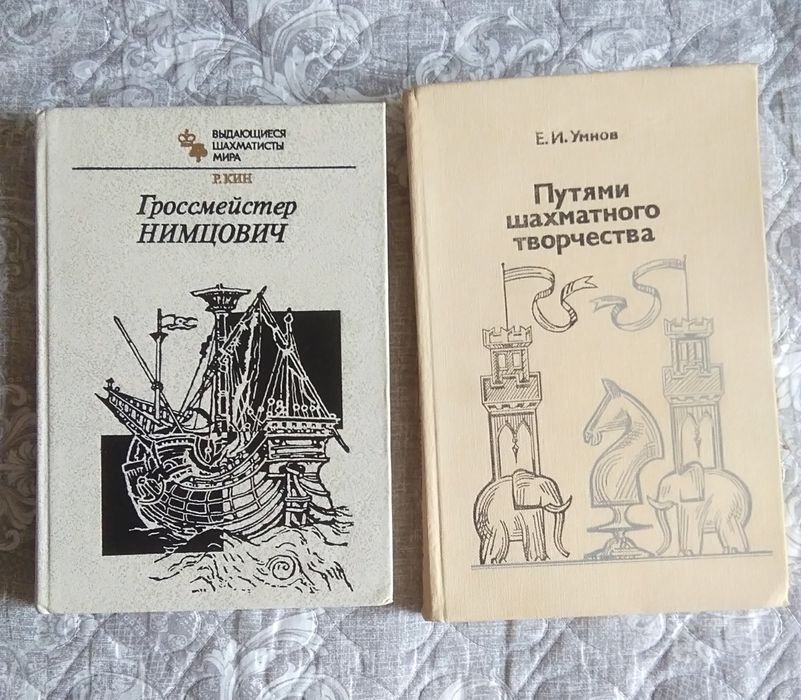 ВЫДАЮЩИЕСЯ
ШАХМАТИСТЫ
МИРА
Р. КИН
Гроссмейстер
НИМЦОВИЧ
Е. И. Умнов
Путями
шахматного
творчества